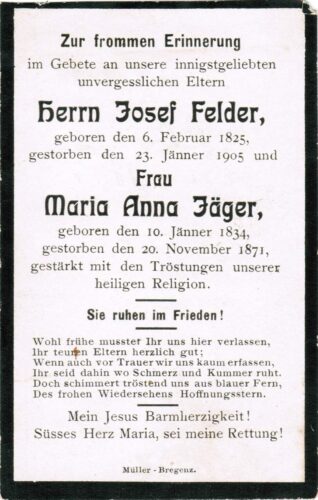 Zur frommen Erinnerung
im Gebete an unsere innigstgeliebten
unvergesslichen Eltern
Herrn Josef Felder,
geboren den 6. Februar 1825,
gestorben den 23. Jänner 1905 und
Frau
Maria Anna Jäger,
geboren den 10. Jänner 1834,
gestorben den 20. November 1871,
gestärkt mit den Tröstungen unserer
heiligen Religion.
Sie ruhen im Frieden!
Wohl frühe musstet Ihr uns hier verlassen,
Ihr teuren Eltern herzlich gut;
Wenn auch vor Trauer wir uns kaum erfassen,
Ihr seid dahin wo Schmerz und Kummer ruht.
Doch schimmert tröstend uns aus blauer Fern,
Des frohen Wiedersehens Hoffnungsstern.
Mein Jesus Barmherzigkeit!
Süsses Herz Maria, sei meine Rettung!
Müller - Bregenz.